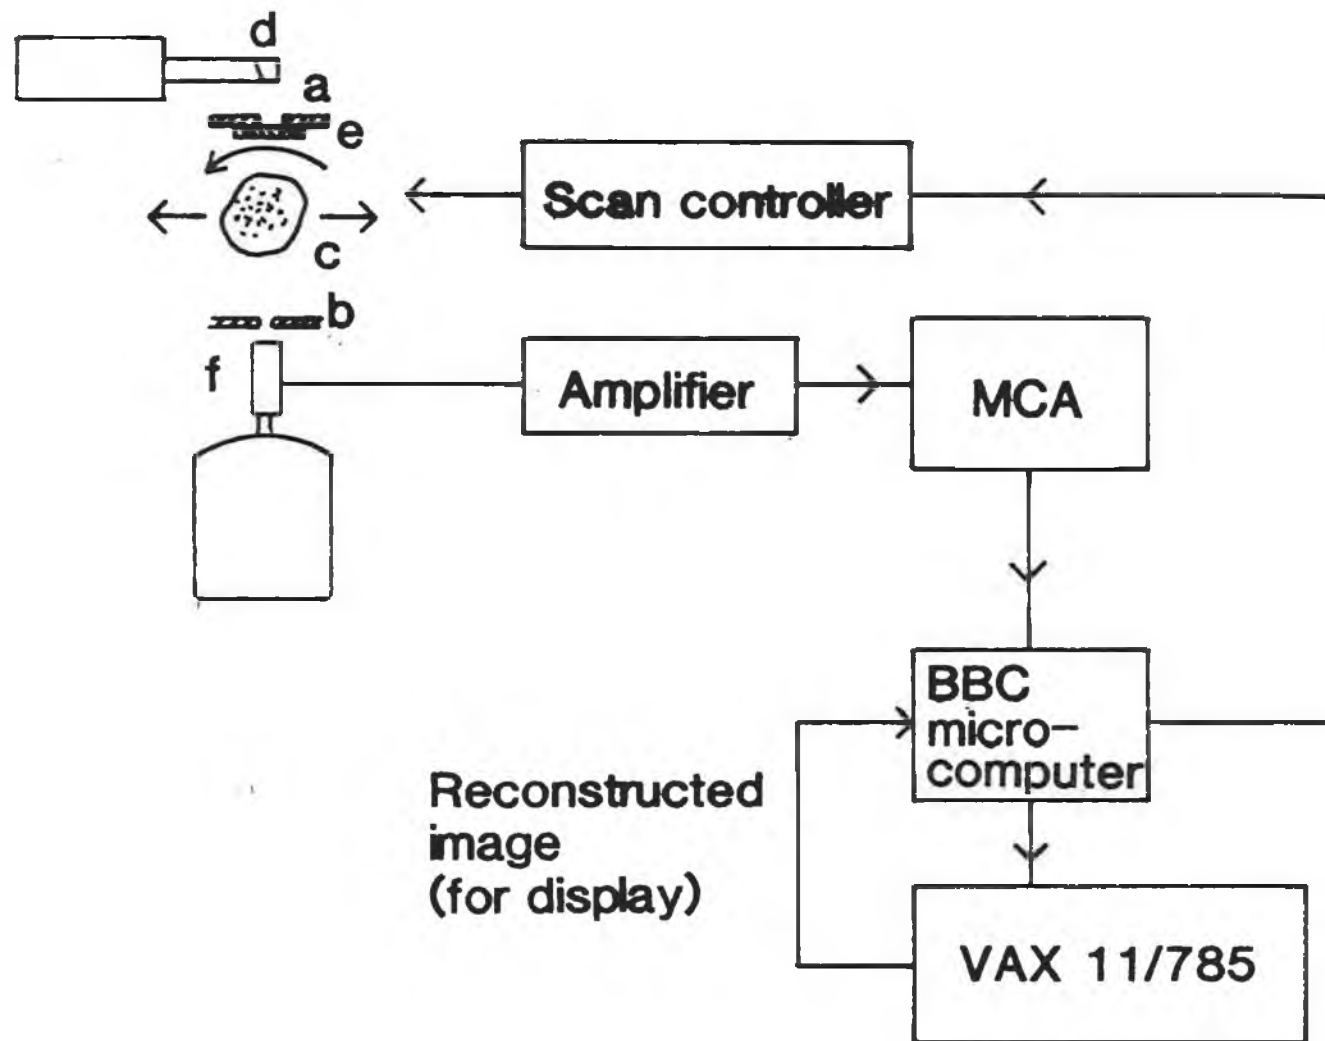 d
a
e
Scan controller
c
b
f
Amplifier
MCA
BBC
micro-
computer
Reconstructed
image
(for display)
VAX 11/785